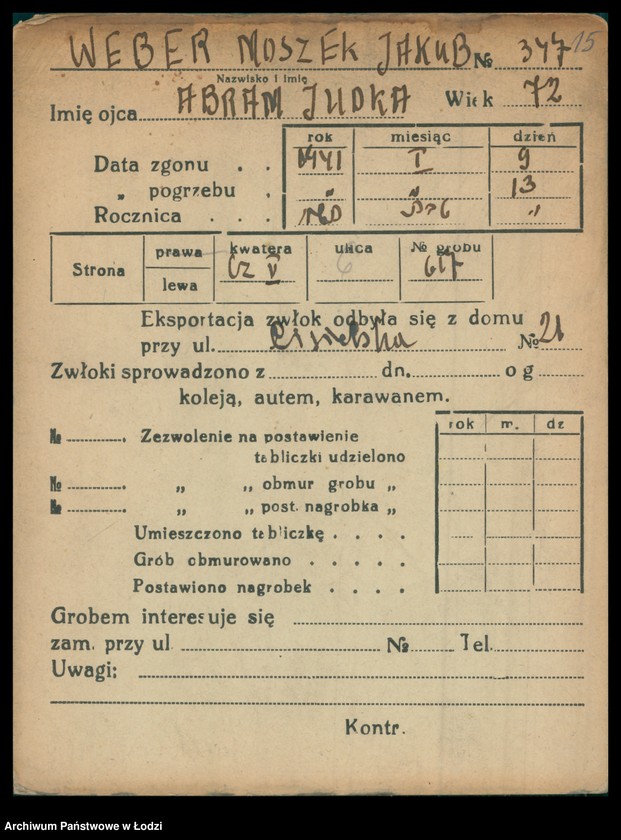 WEBER MOSZEK JAKUB № 34715
Nazwisko i imię
Imię ojca ABRAM JUDKA Wiek 72
rok miesiąc dzień
Data zgonu . . 1941 I 9
„ pogrzebu . „ „ 13
Rocznica . . . „
Strona prawa kwatera ulica № grobu
lewa CZ V 6 617
Eksportacja zwłok odbyła się z domu
przy ul. Ciesielska № 21
Zwłoki sprowadzono z dn. o g
koleją, autem, karawanem.
rok m. dz
№ Zezwolenie na postawienie
tabliczki udzielono
№ „ „ obmur grobu „
№ „ „ post. nagrobka „
Umieszczono tabliczkę . . . .
Grób obmurowano . . . . .
Postawiono nagrobek . . . .
Grobem interesuje się
zam. przy ul. № Tel.
Uwagi:
Kontr.
Archiwum Państwowe w Łodzi